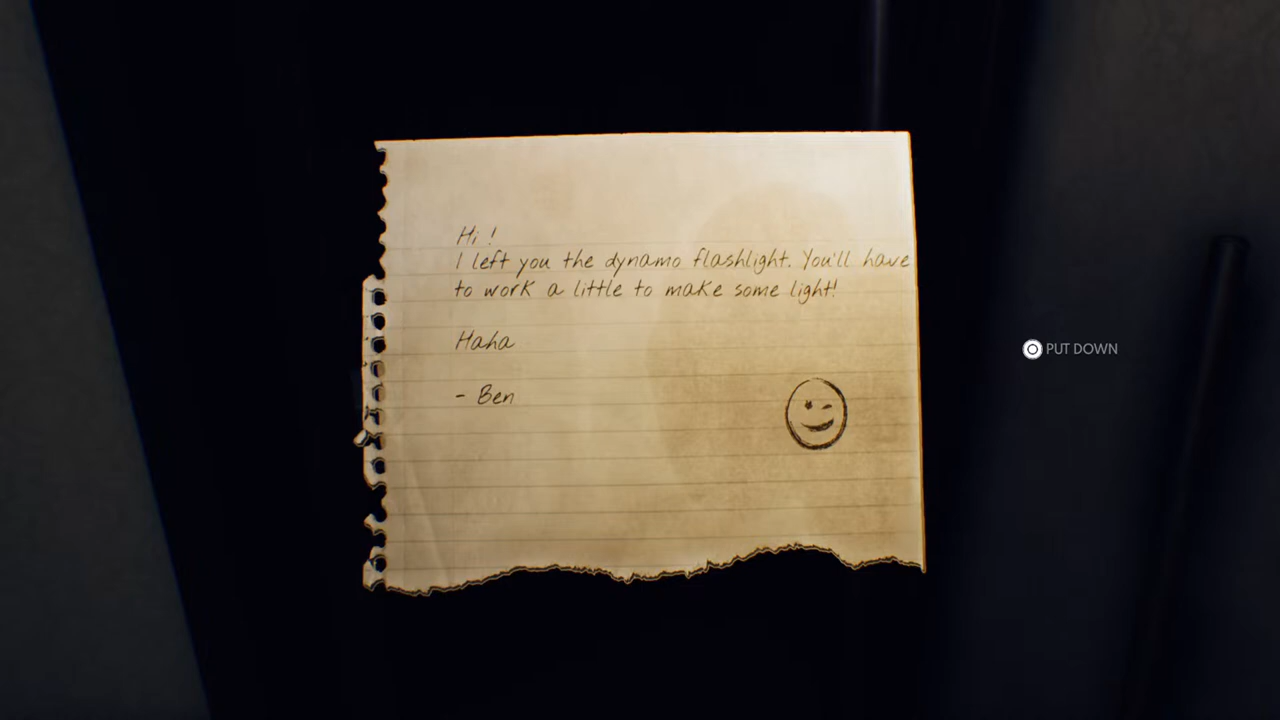 Hi !
I left you the dynamo flashlight. You'll have
to work a little to make some light!
Haha
- Ben
PUT DOWN